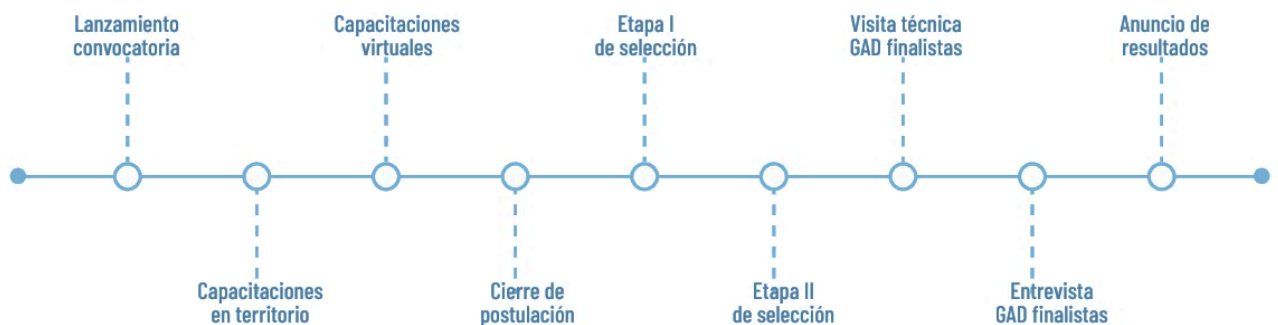 Lanzamiento
convocatoria
Capacitaciones
virtuales
Etapa I
de selección
Visita técnica
GAD finalistas
Anuncio de
resultados
Capacitaciones
en territorio
Cierre de
postulación
Etapa II
de selección
Entrevista
GAD finalistas